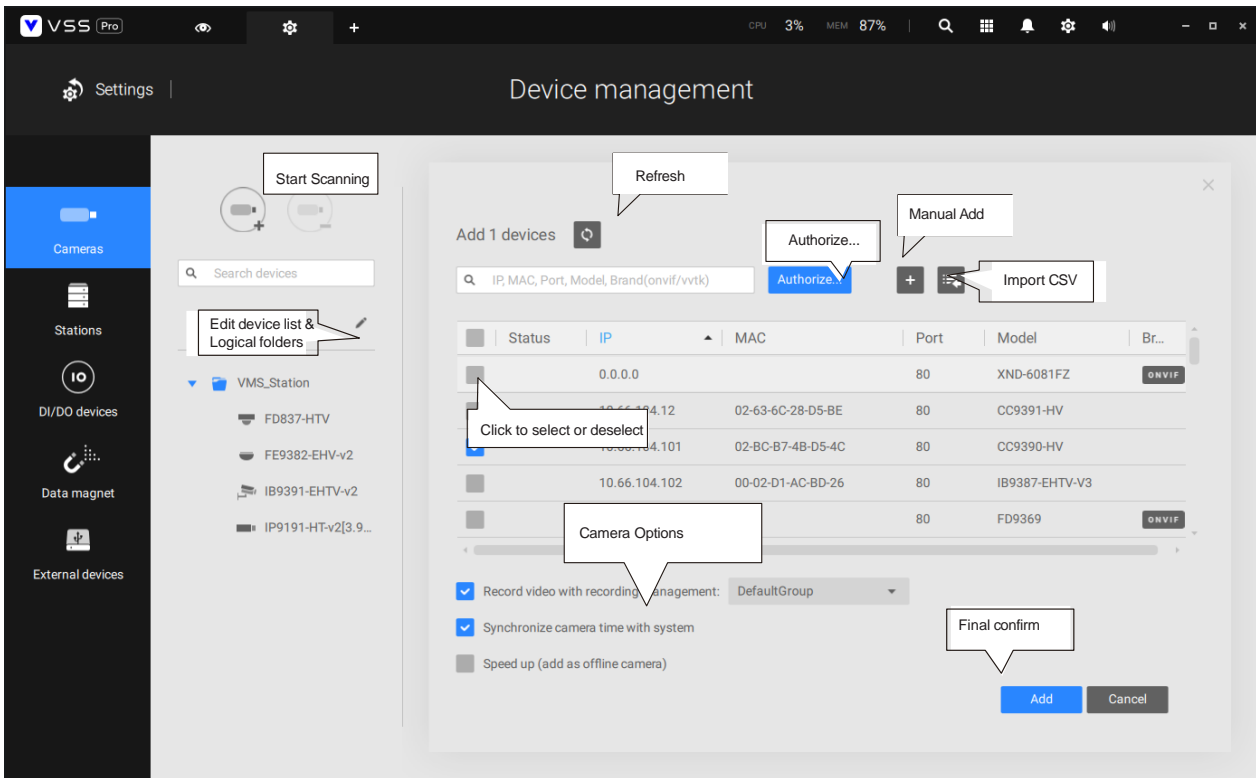 VSS Pro
CPU 3% MEM 87%
Settings
Device management
Start Scanning
Refresh
Manual Add
Add 1 devices
Authorize...
Cameras
Search devices
IP, MAC, Port, Model, Brand(onvif/vvtk)
Authorize...
+
Import CSV
Stations
Edit device list &
Logical folders
Status IP MAC Port Model Br...
IO
DI/DO devices
VMS_Station
0.0.0.0 80 XND-6081FZ ONVIF
FD837-HTV
02-63-6C-28-D5-BE 80 CC9391-HV
Click to select or deselect
FE9382-EHV-v2
02-BC-B7-4B-D5-4C 80 CC9390-HV
Data magnet
IB9391-EHTV-v2
10.66.104.102 00-02-D1-AC-BD-26 80 IB9387-EHTV-V3
IP9191-HT-v2[3.9...
80 FD9369 ONVIF
Camera Options
External devices
Record video with recording management: DefaultGroup
Synchronize camera time with system
Final confirm
Speed up (add as offline camera)
Add Cancel